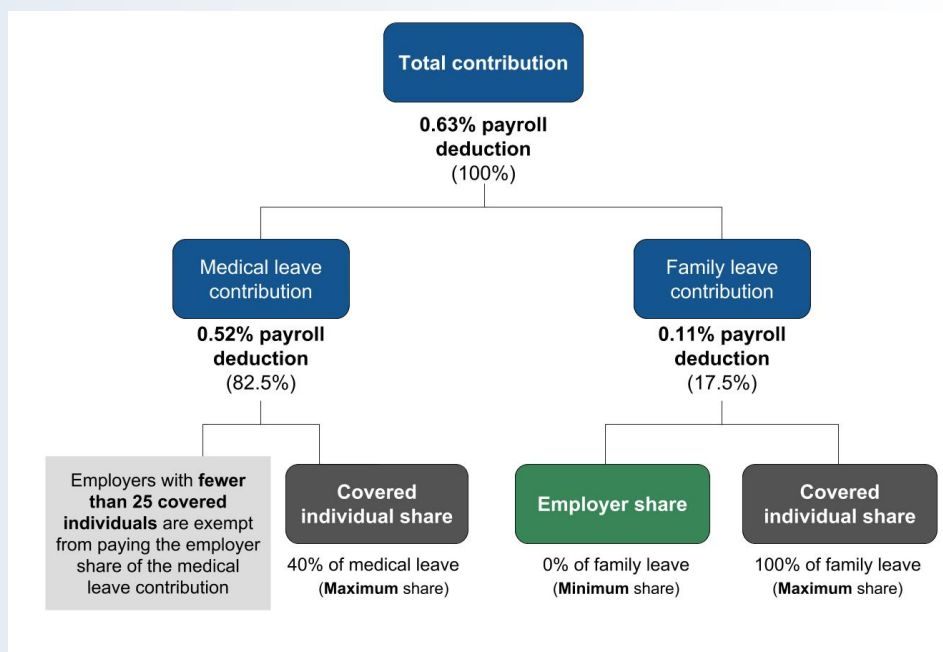 Total contribution
0.63% payroll
deduction
(100%)
Medical leave
contribution
0.52% payroll
deduction
(82.5%)
Family leave
contribution
0.11% payroll
deduction
(17.5%)
Employers with fewer
than 25 covered
individuals are exempt
from paying the employer
share of the medical
leave contribution
Covered
individual share
40% of medical leave
(Maximum share)
Employer share
0% of family leave
(Minimum share)
Covered
individual share
100% of family leave
(Maximum share)